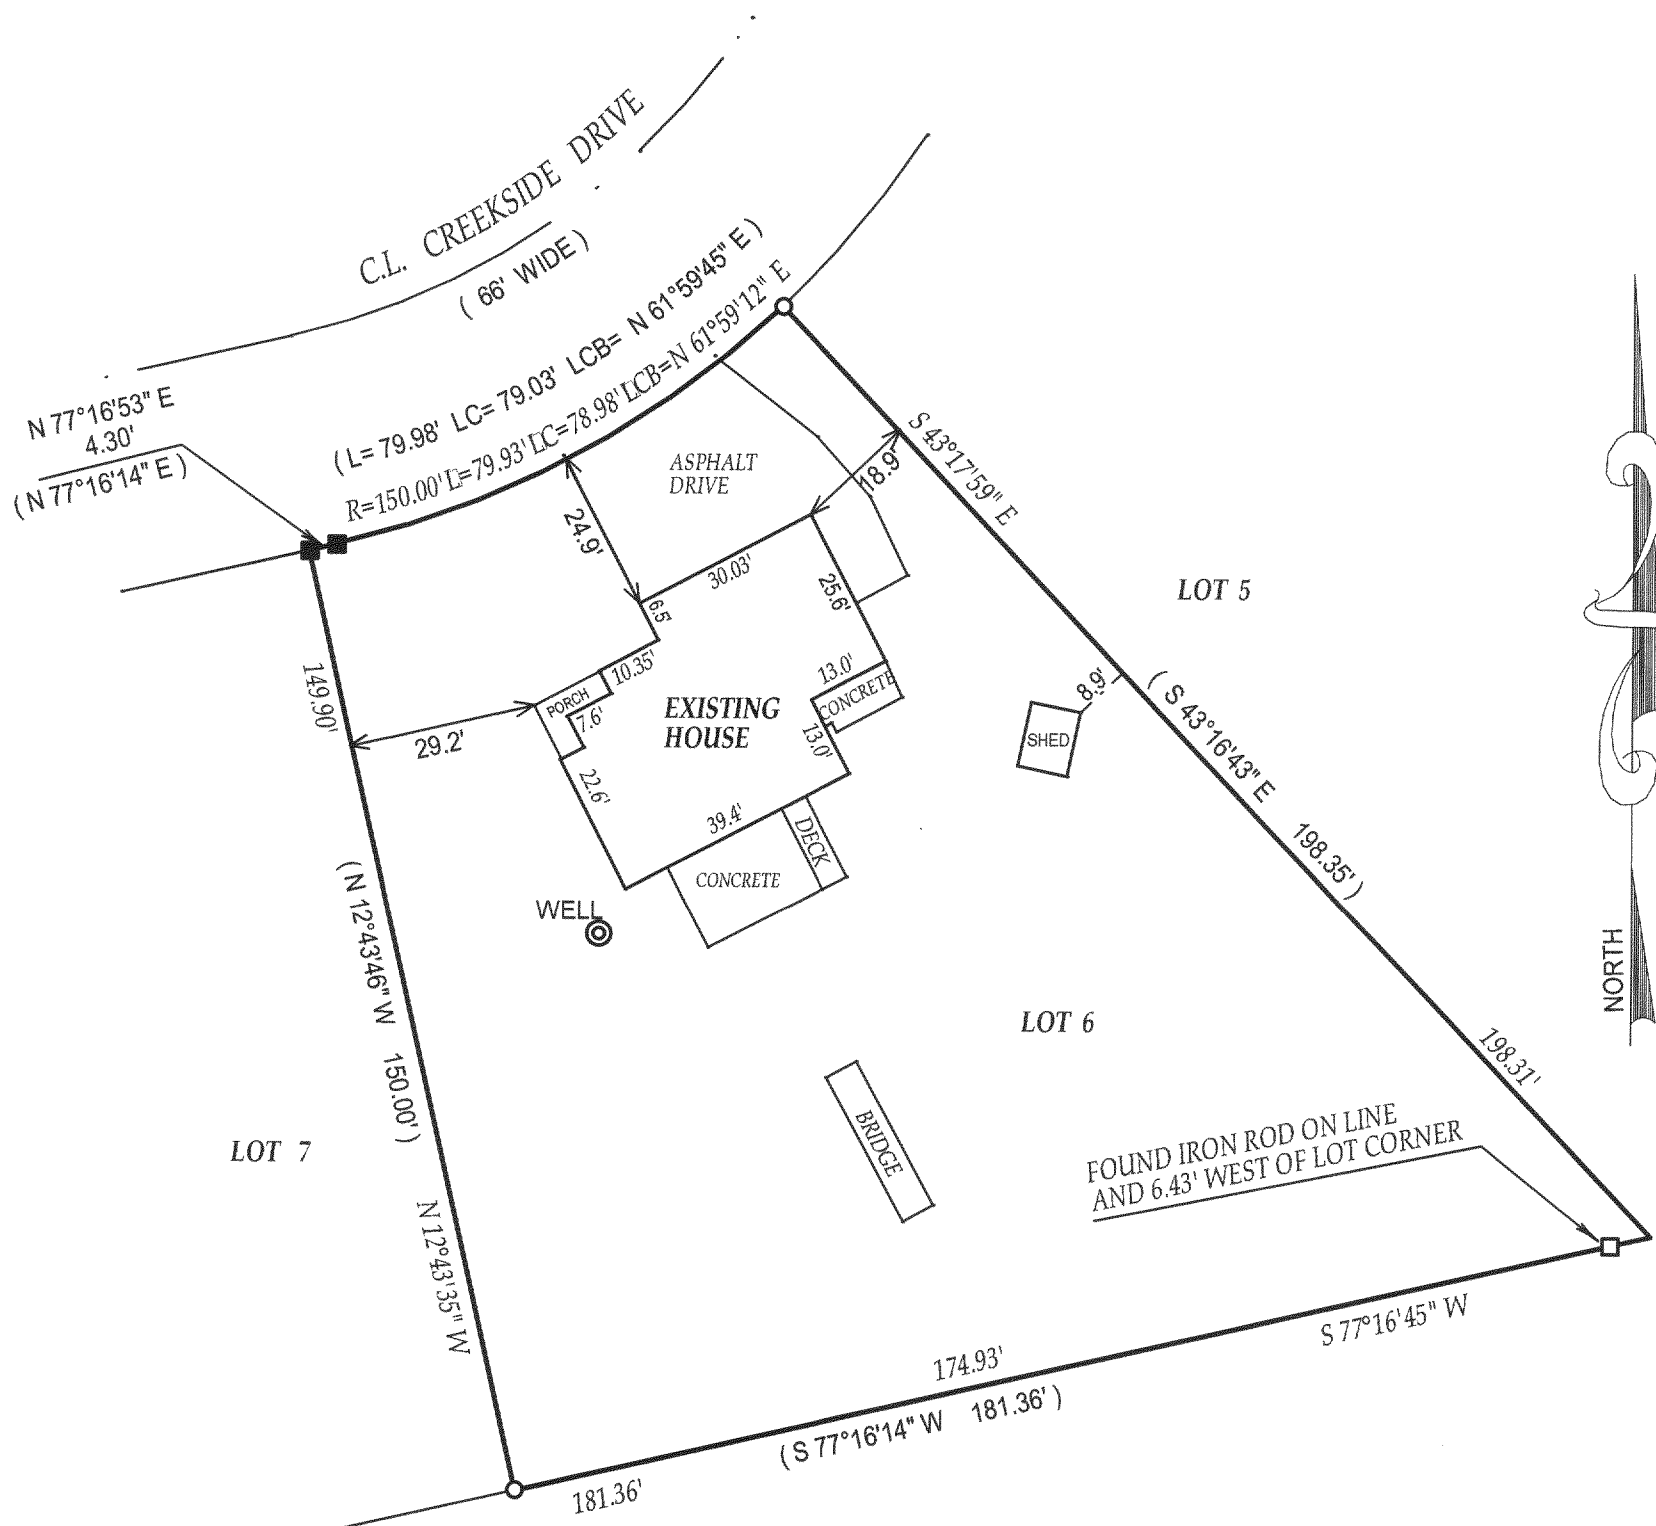 C.L. CREEKSIDE DRIVE
( 66' WIDE )
N 77°16'53" E
4.30'
( N 77°16'14" E )
( L= 79.98' LC= 79.03' LCB= N 61°59'45" E )
R=150.00' L=79.93' LC=78.98' LCB=N 61°59'12" E
ASPHALT
DRIVE
18.9'
S 43°17'59" E
24.9'
30.03'
25.6'
6.5'
LOT 5
149.90'
10.35'
13.0'
PORCH
7.6'
CONCRETE
EXISTING
HOUSE
13.0'
29.2'
8.9'
SHED
( S 43°16'43" E 198.35' )
22.6'
39.4'
DECK
CONCRETE
WELL
( N 12°43'46" W 150.00' )
NORTH
LOT 6
198.31'
BRIDGE
LOT 7
FOUND IRON ROD ON LINE
AND 6.43' WEST OF LOT CORNER
N 12°43'35" W
S 77°16'45" W
174.93'
( S 77°16'14" W 181.36' )
181.36'